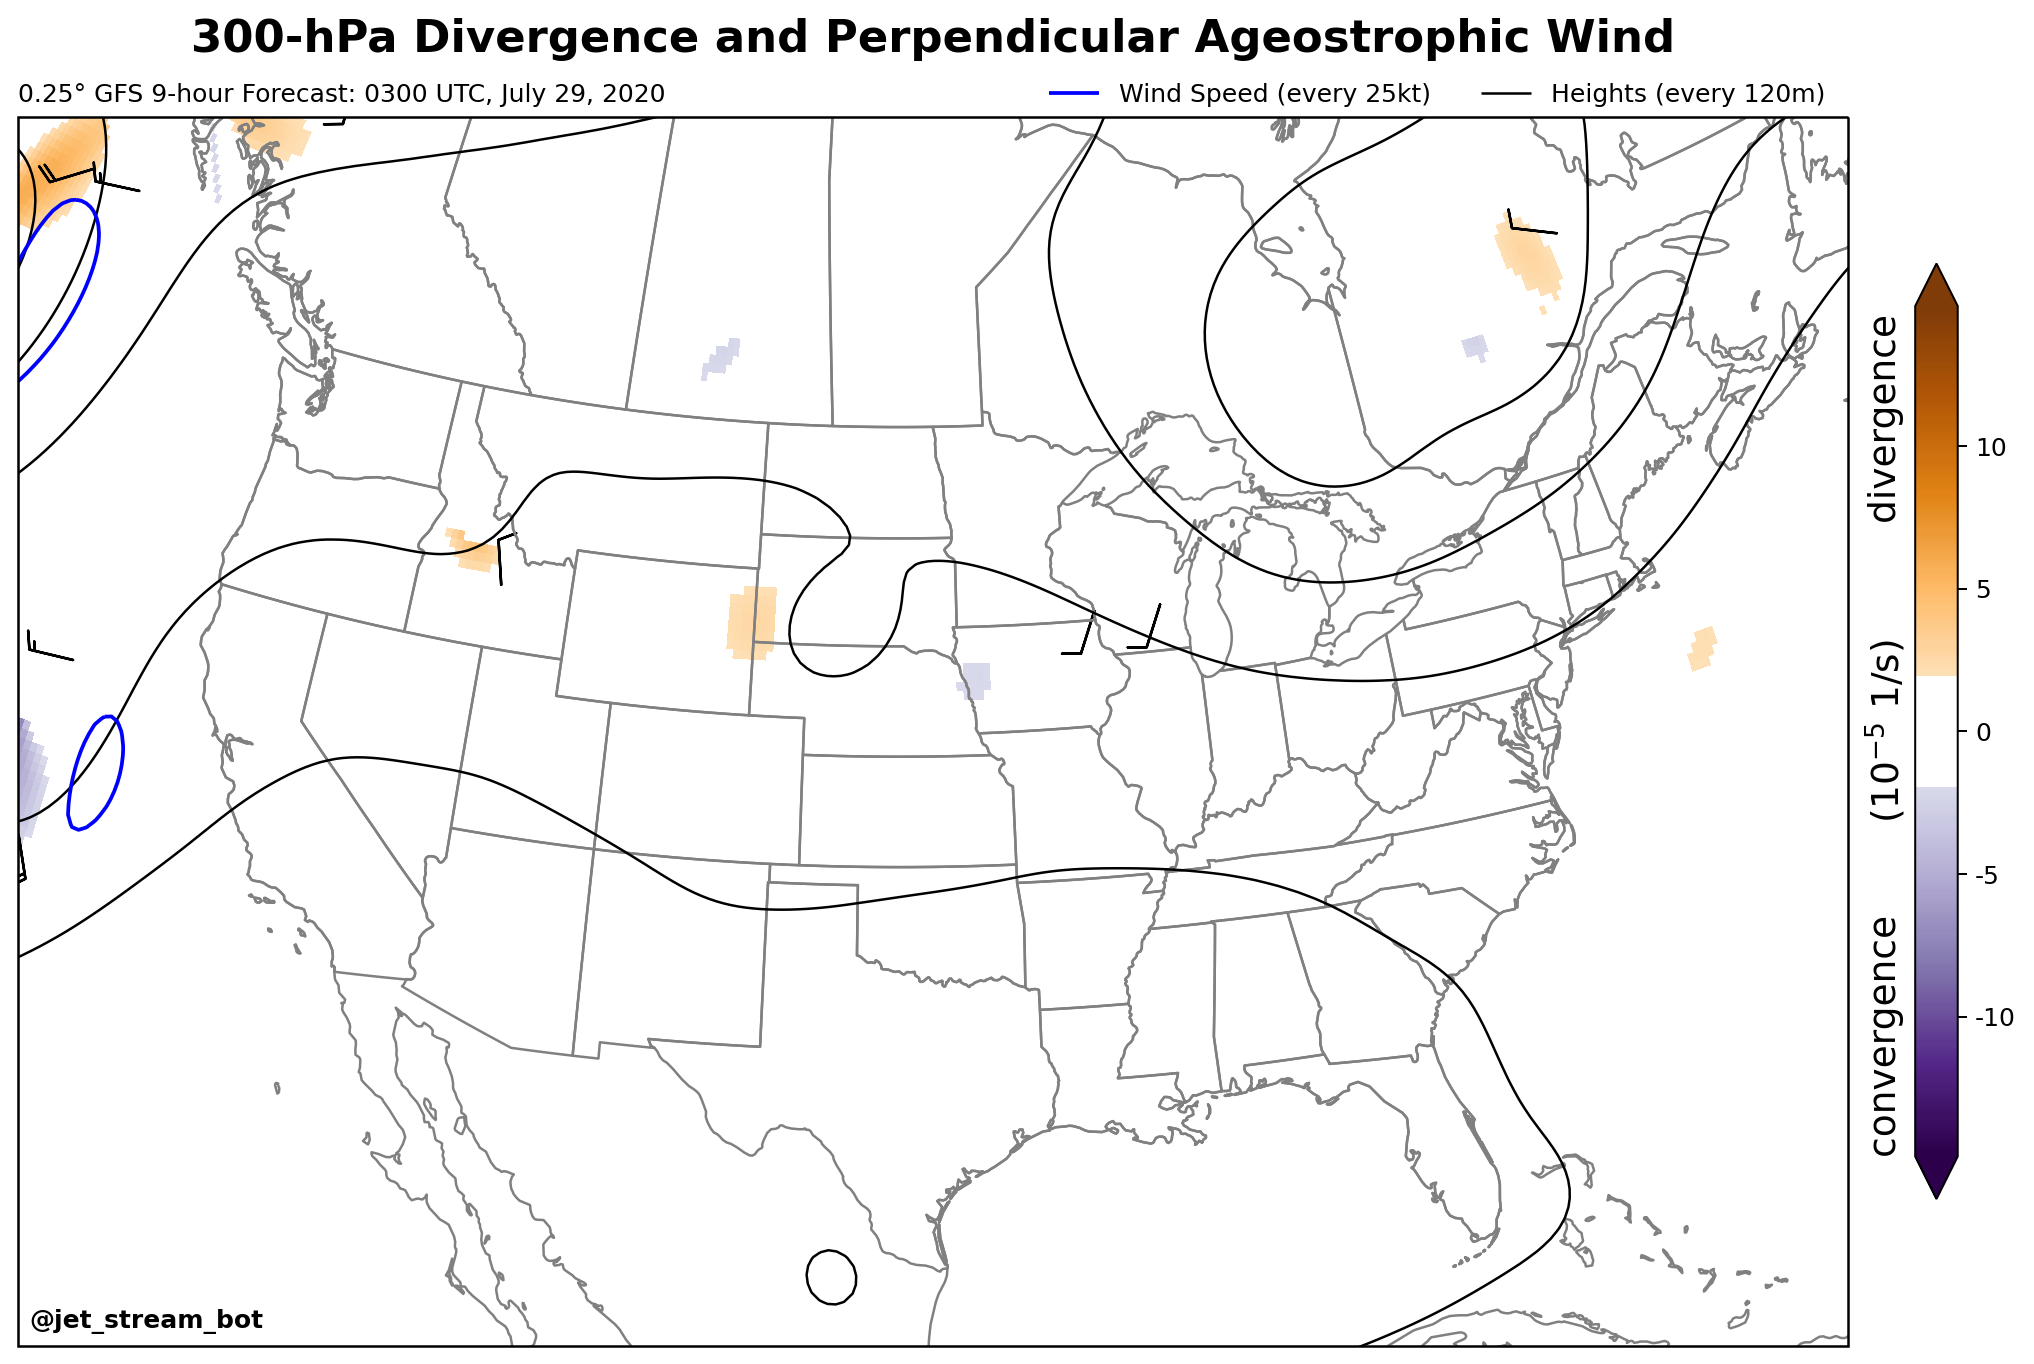 300-hPa Divergence and Perpendicular Ageostrophic Wind
0.25° GFS 9-hour Forecast: 0300 UTC, July 29, 2020
Wind Speed (every 25kt)
Heights (every 120m)
10
5
0
-5
-10
convergence (10⁻⁵ 1/s) divergence
@jet_stream_bot